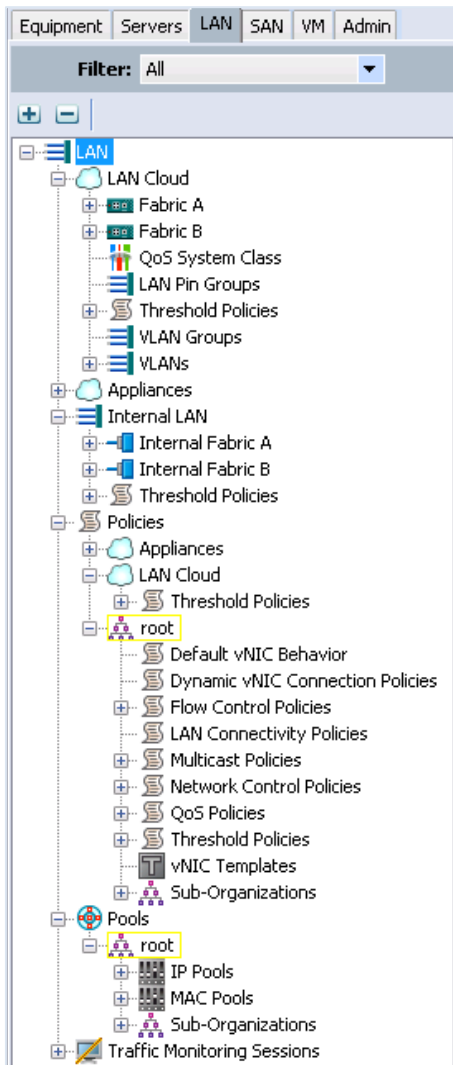 Equipment Servers LAN SAN VM Admin
Filter: All
LAN
LAN Cloud
Fabric A
Fabric B
QoS System Class
LAN Pin Groups
Threshold Policies
VLAN Groups
VLANs
Appliances
Internal LAN
Internal Fabric A
Internal Fabric B
Threshold Policies
Policies
Appliances
LAN Cloud
Threshold Policies
root
Default vNIC Behavior
Dynamic vNIC Connection Policies
Flow Control Policies
LAN Connectivity Policies
Multicast Policies
Network Control Policies
QoS Policies
Threshold Policies
vNIC Templates
Sub-Organizations
Pools
root
IP Pools
MAC Pools
Sub-Organizations
Traffic Monitoring Sessions